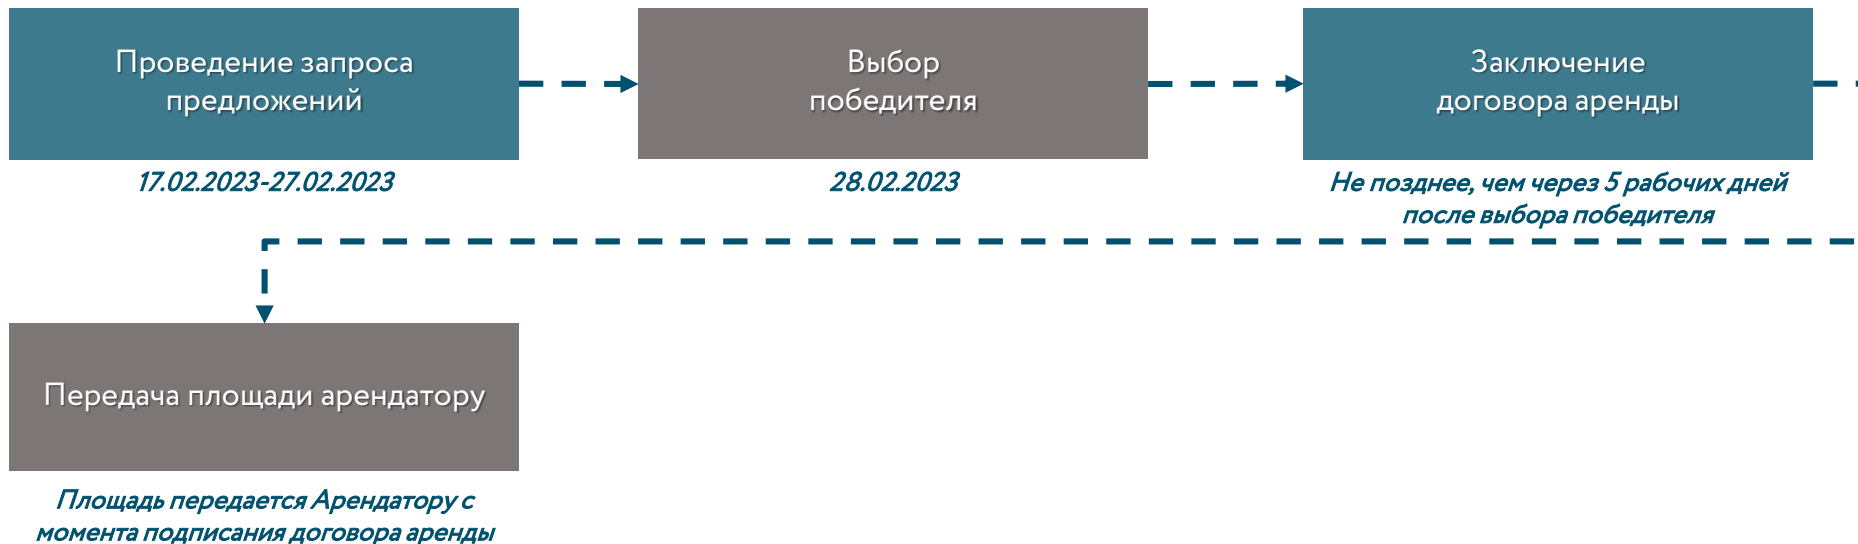 Проведение запроса
предложений
17.02.2023-27.02.2023
Выбор
победителя
28.02.2023
Заключение
договора аренды
Не позднее, чем через 5 рабочих дней
после выбора победителя
Передача площади арендатору
Площадь передается Арендатору с
момента подписания договора аренды